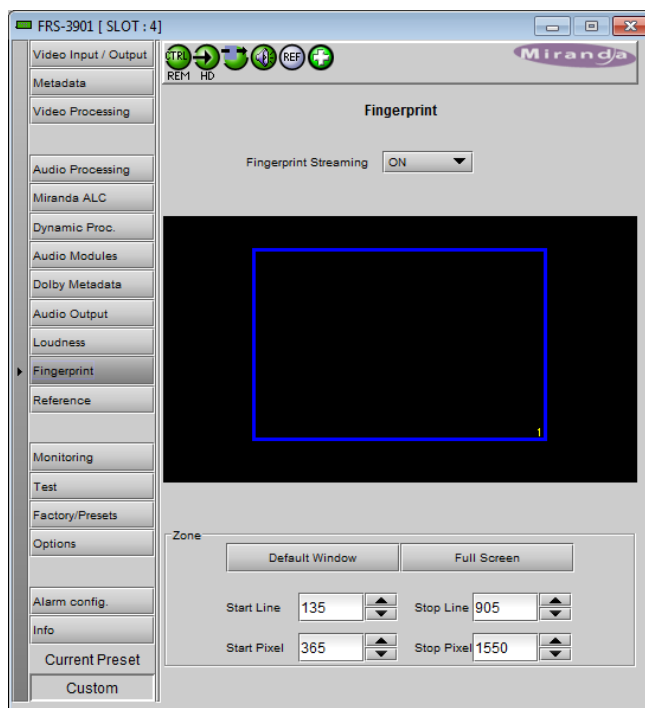 FRS-3901 [ SLOT : 4]
Video Input / Output
Metadata
Video Processing
Audio Processing
Miranda ALC
Dynamic Proc.
Audio Modules
Dolby Metadata
Audio Output
Loudness
Fingerprint
Reference
Monitoring
Test
Factory/Presets
Options
Alarm config.
Info
Current Preset
Custom
CTRL REF
REM HD
Miranda
Fingerprint
Fingerprint Streaming ON
1
Zone
Default Window Full Screen
Start Line 135 Stop Line 905
Start Pixel 365 Stop Pixel 1550